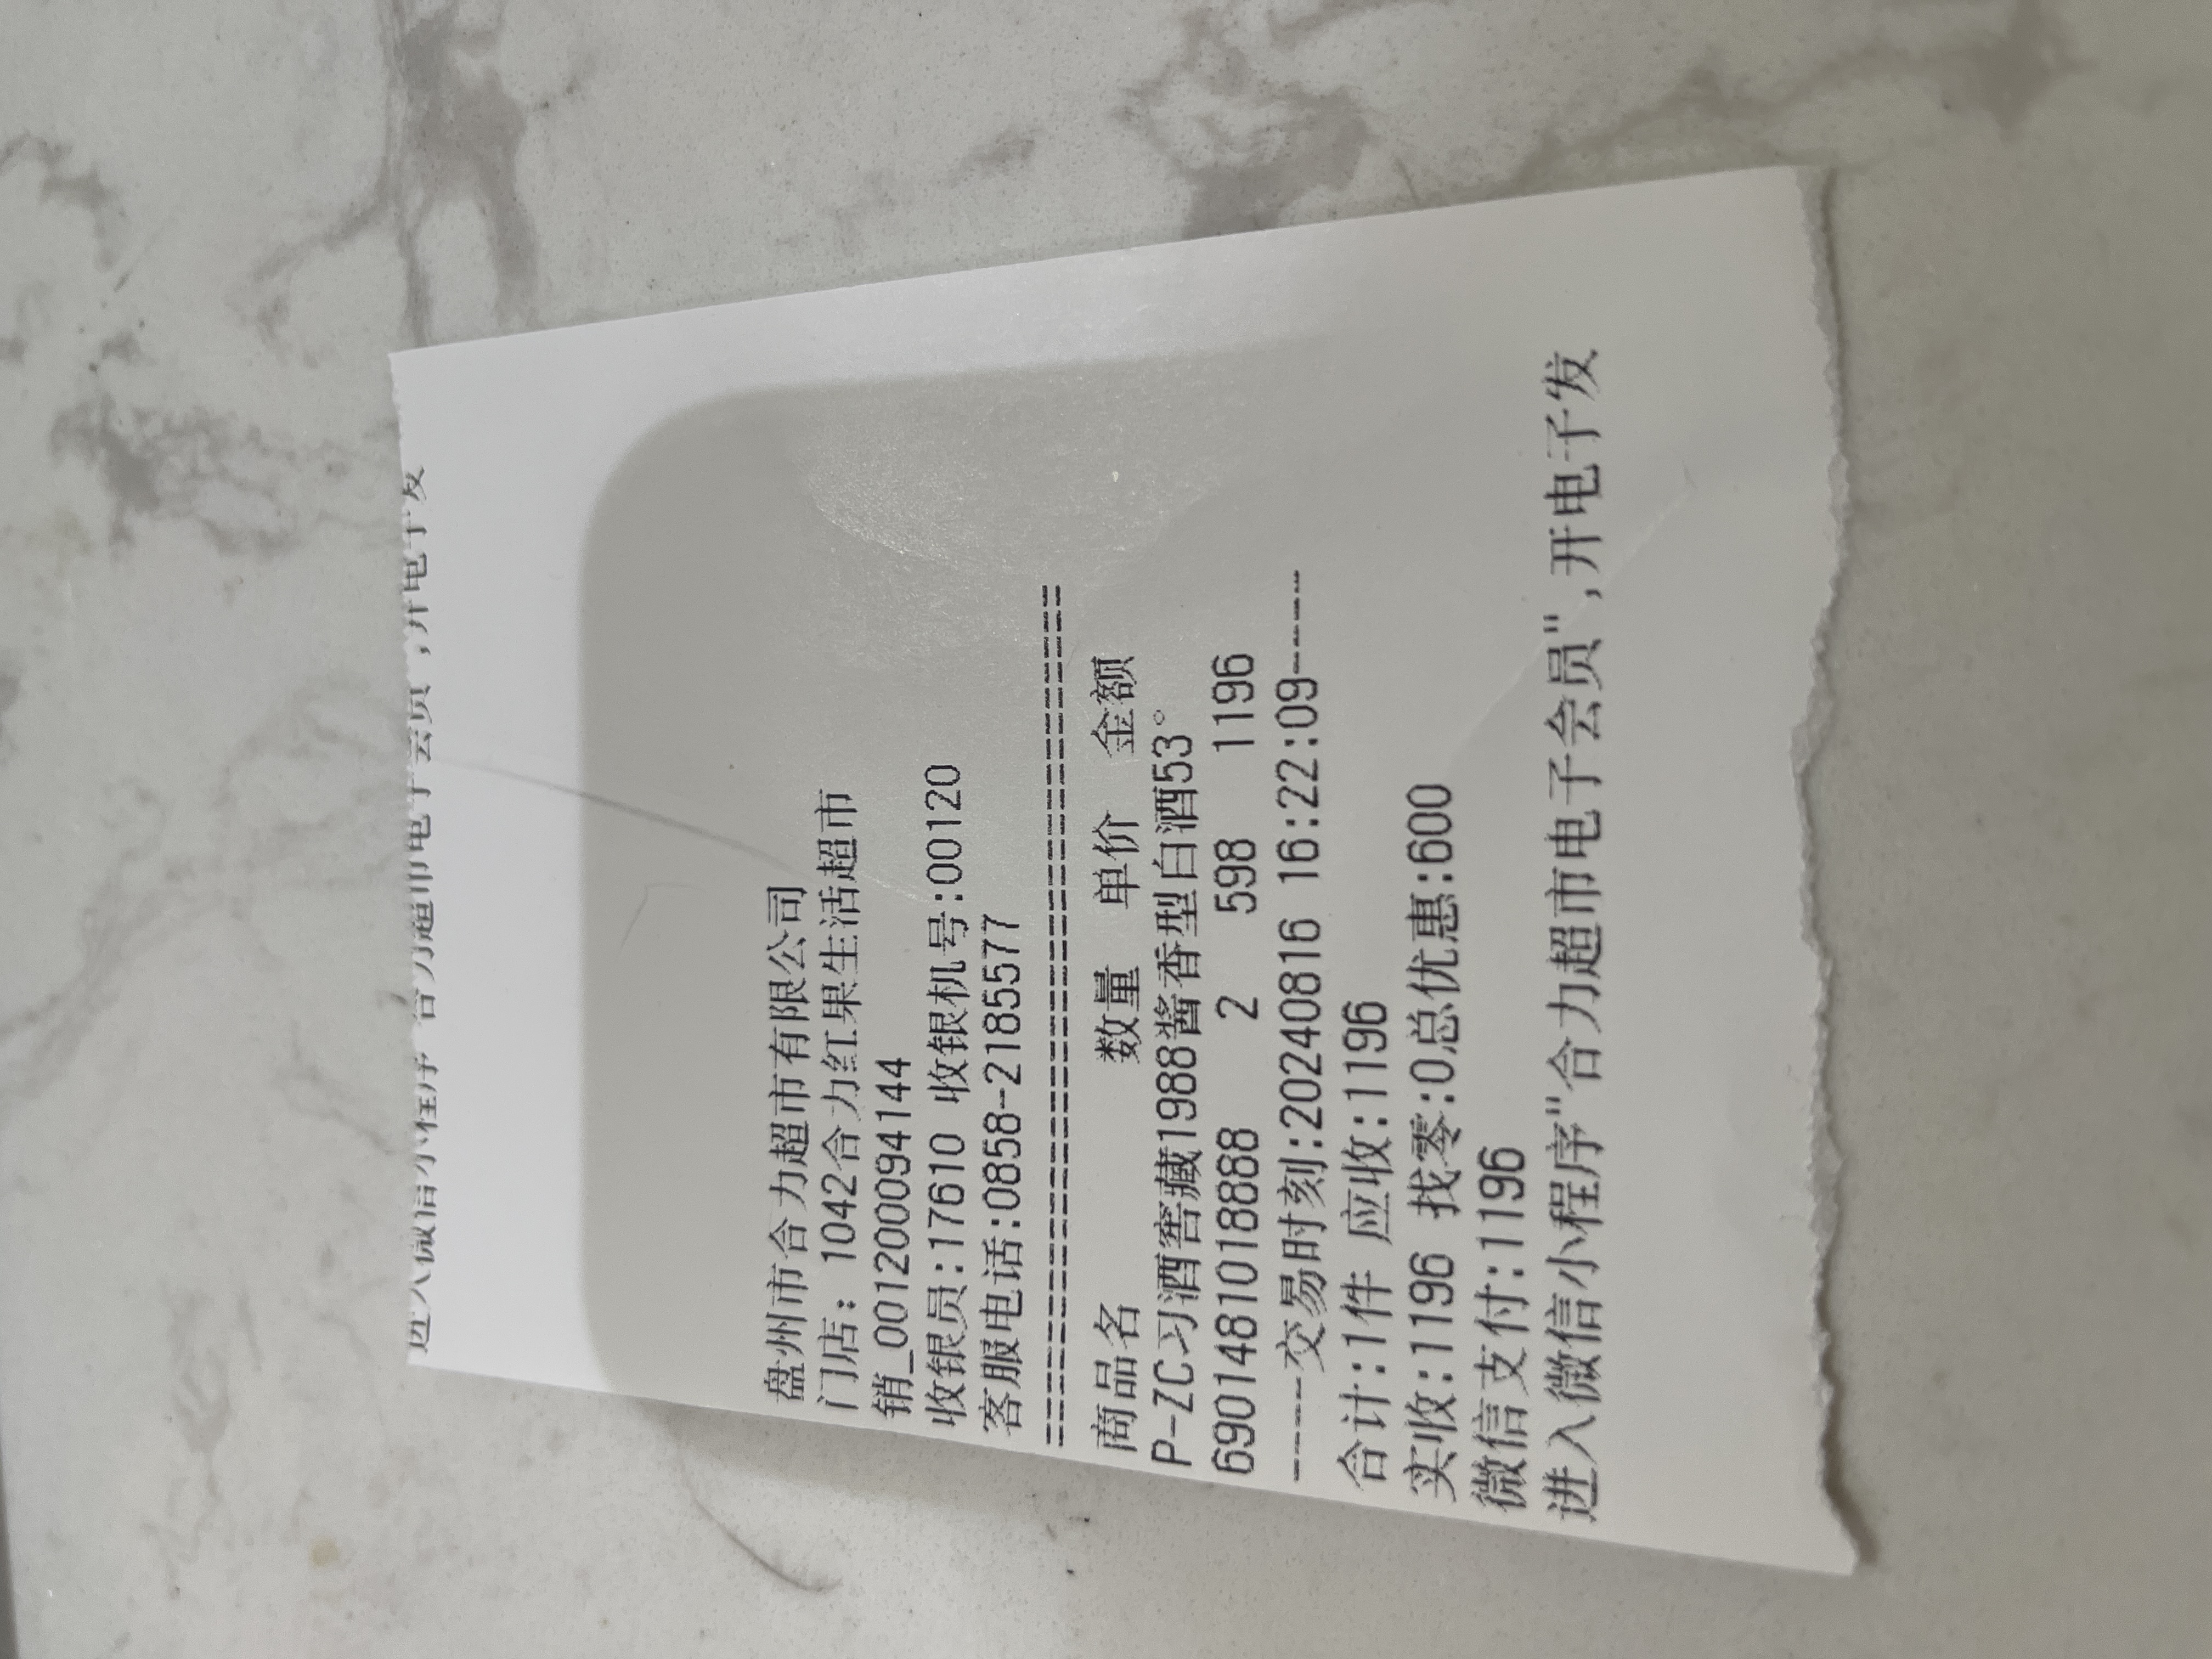 进入微信小程序"合力超市电子会员",开电子发
盘州市合力超市有限公司
门店: 1042合力红果生活超市
销_0012000094144
收银员:17610 收银机号:00120
客服电话:0858-2185577
================================
商品名 数量 单价 金额
P-ZC习酒窖藏1988酱香型白酒53°
6901481018888 2 598 1196
-----交易时刻:20240816 16:22:09-----
合计:1件 应收:1196
实收:1196 找零:0总优惠:600
微信支付:1196
进入微信小程序"合力超市电子会员",开电子发